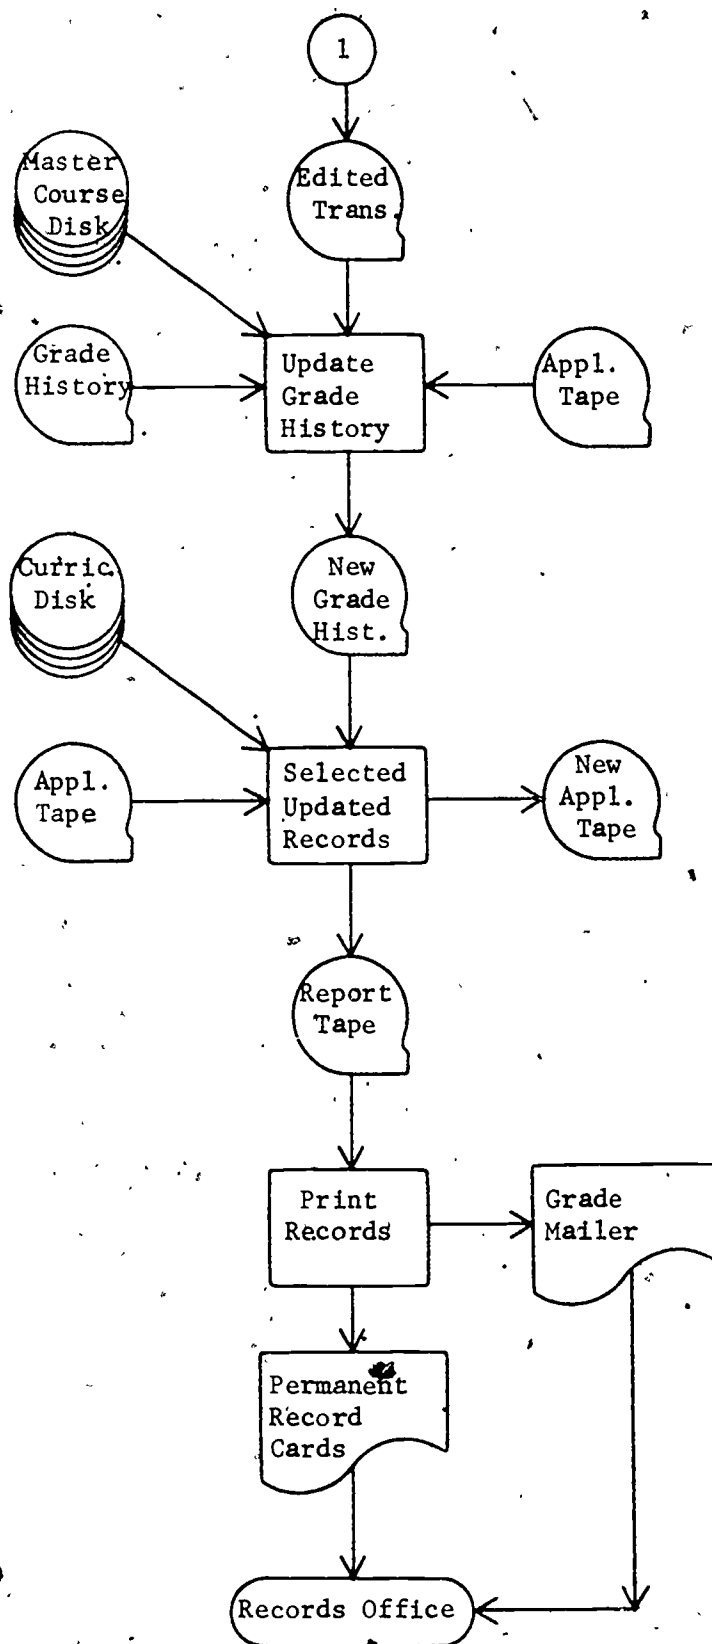 1
Master
Course
Disk
Edited
Trans.
Grade
History
Update
Grade
History
Appl.
Tape
Curric.
Disk
New
Grade
Hist.
Appl.
Tape
Selected
Updated
Records
New
Appl.
Tape
Report
Tape
Print
Records
Grade
Mailer
Permanent
Record
Cards
Records Office